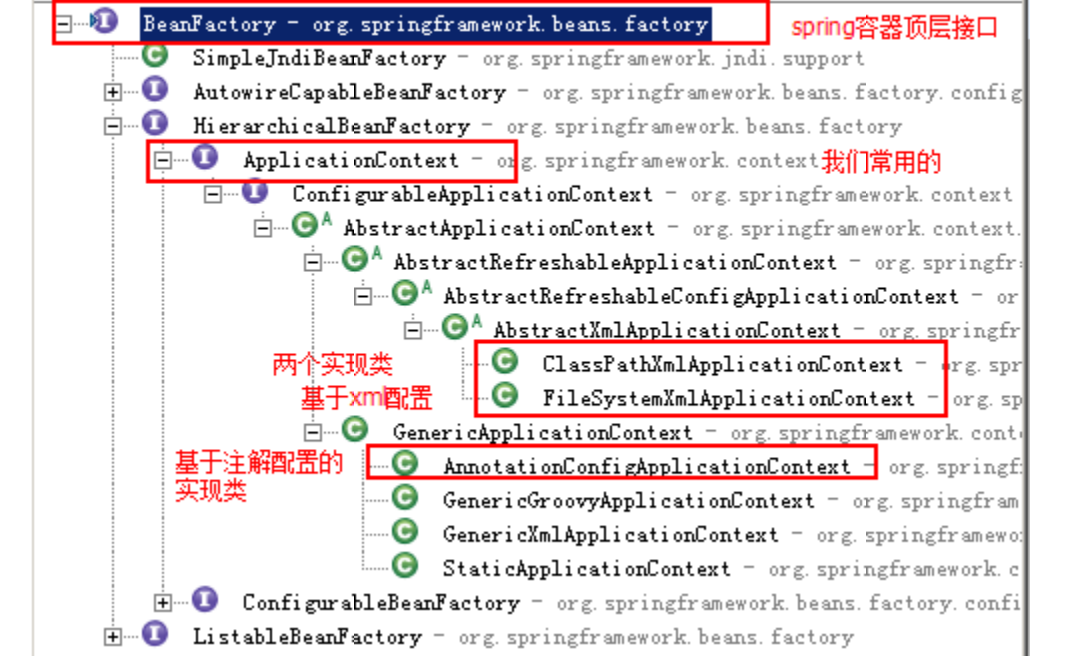 BeanFactory - org.springframework.beans.factory spring容器顶层接口
SimpleJndiBeanFactory - org.springframework.jndi.support
AutowireCapableBeanFactory - org.springframework.beans.factory.config
HierarchicalBeanFactory - org.springframework.beans.factory
ApplicationContext - org.springframework.context 我们常用的
ConfigurableApplicationContext - org.springframework.context
AbstractApplicationContext - org.springframework.context.
AbstractRefreshableApplicationContext - org.springfr
AbstractRefreshableConfigApplicationContext - or
AbstractXmlApplicationContext - org.springfr
两个实现类 ClassPathXmlApplicationContext - org.spr
基于xml配置 FileSystemXmlApplicationContext - org.sp
GenericApplicationContext - org.springframework.cont
基于注解配置的 AnnotationConfigApplicationContext - org.springf
实现类 GenericGroovyApplicationContext - org.springfram
GenericXmlApplicationContext - org.springframewo
StaticApplicationContext - org.springframework.c
ConfigurableBeanFactory - org.springframework.beans.factory.confi
ListableBeanFactory - org.springframework.beans.factory